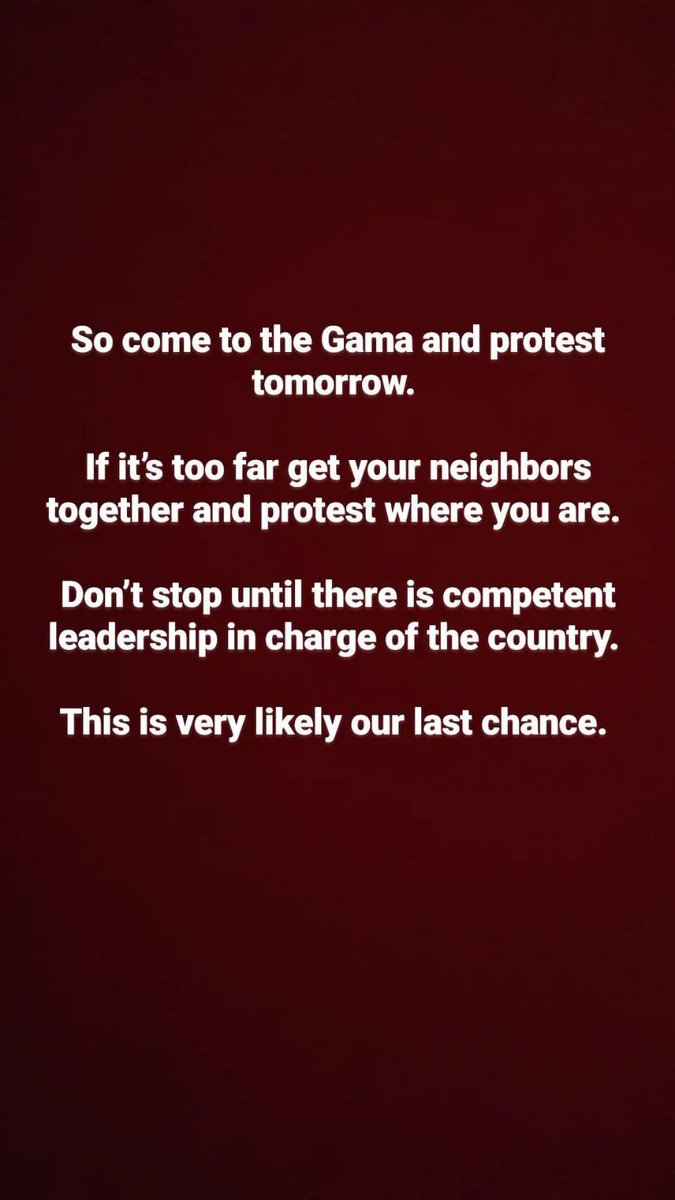 So come to the Gama and protest
tomorrow.
If it’s too far get your neighbors
together and protest where you are.
Don’t stop until there is competent
leadership in charge of the country.
This is very likely our last chance.